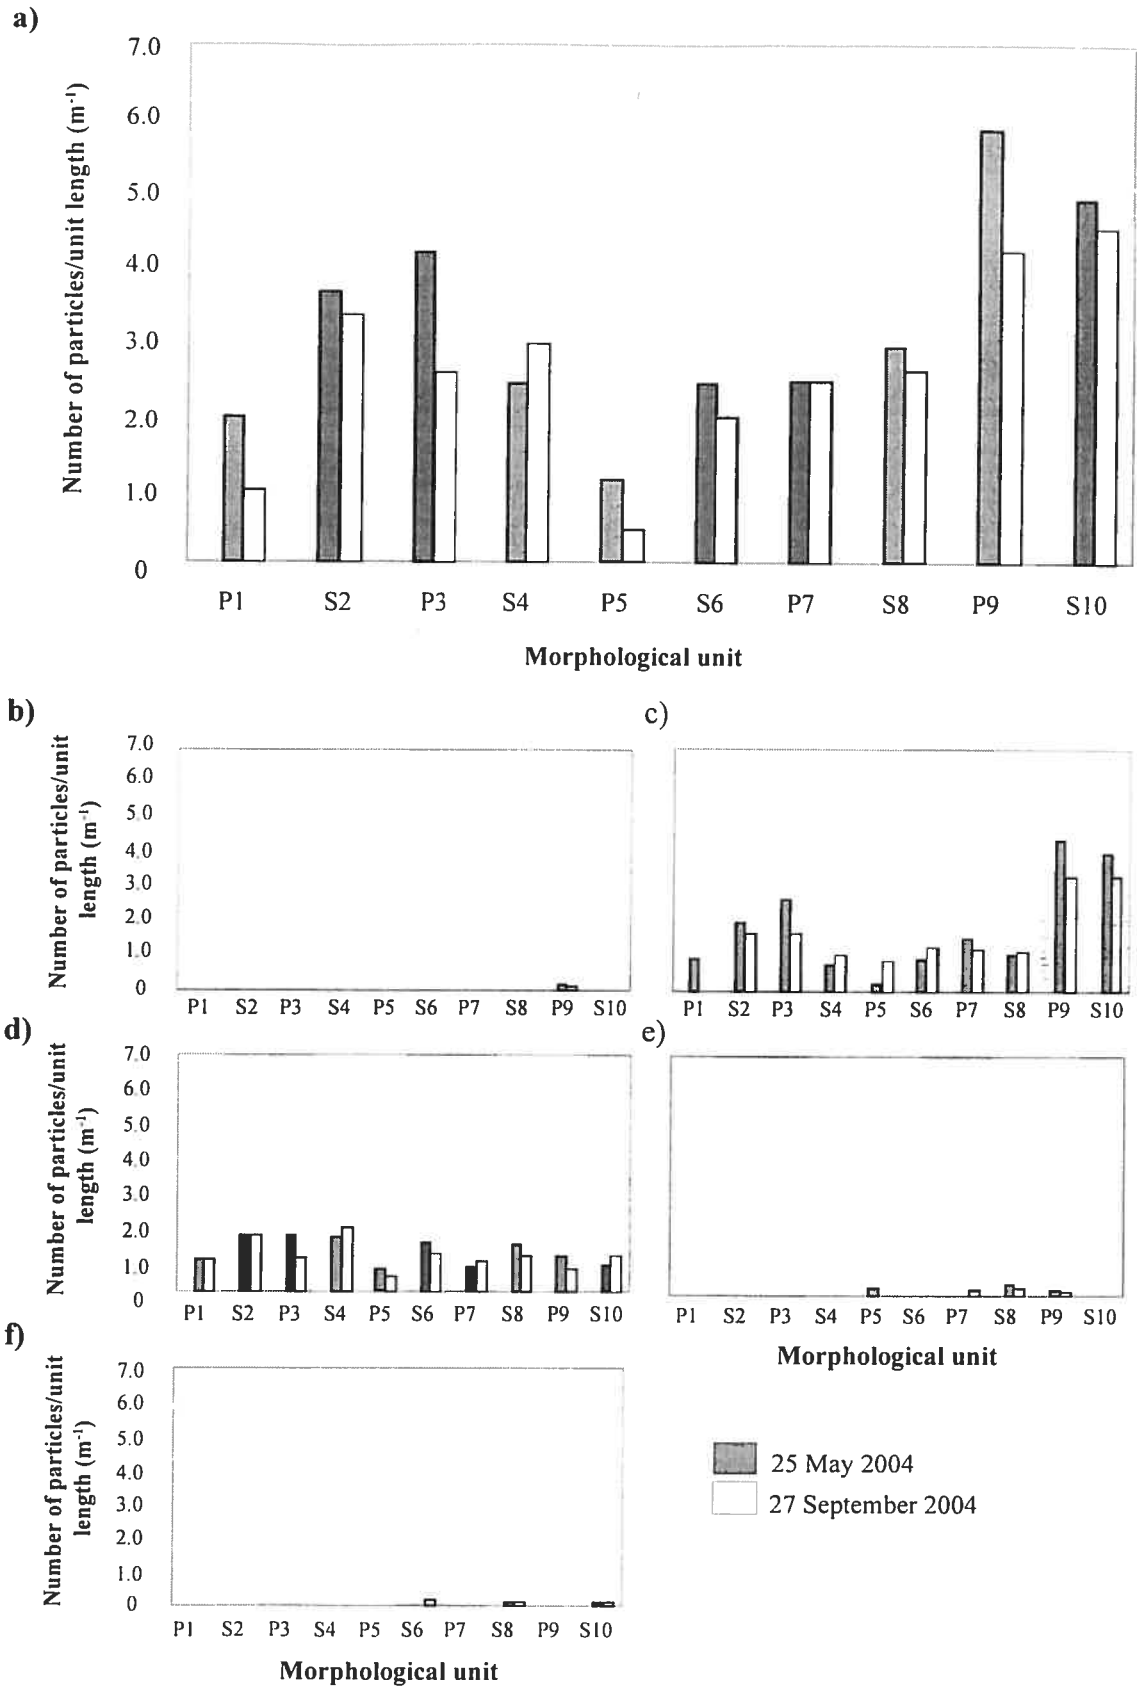 a)
Number of particles/unit length (m⁻¹)
7.0
6.0
5.0
4.0
3.0
2.0
1.0
0
P1 S2 P3 S4 P5 S6 P7 S8 P9 S10
Morphological unit
b)
Number of particles/unit
length (m⁻¹)
7.0
6.0
5.0
4.0
3.0
2.0
1.0
0
P1 S2 P3 S4 P5 S6 P7 S8 P9 S10
c)
P1 S2 P3 S4 P5 S6 P7 S8 P9 S10
d)
Number of particles/unit
length (m⁻¹)
7.0
6.0
5.0
4.0
3.0
2.0
1.0
0
P1 S2 P3 S4 P5 S6 P7 S8 P9 S10
e)
P1 S2 P3 S4 P5 S6 P7 S8 P9 S10
Morphological unit
f)
Number of particles/unit
length (m⁻¹)
7.0
6.0
5.0
4.0
3.0
2.0
1.0
0
P1 S2 P3 S4 P5 S6 P7 S8 P9 S10
Morphological unit
25 May 2004
27 September 2004